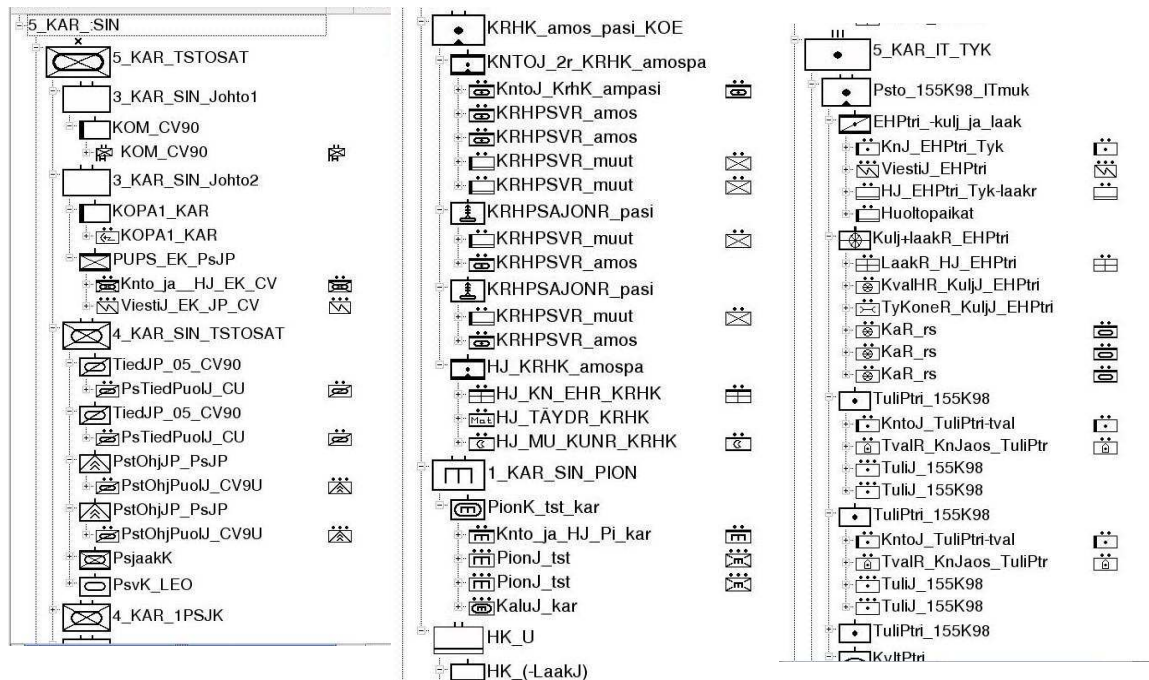 5_KAR_:SIN
5_KAR_TSTOSAT
3_KAR_SIN_Johto1
KOM_CV90
KOM_CV90
3_KAR_SIN_Johto2
KOPA1_KAR
KOPA1_KAR
PUPS_EK_PsJP
Knto_ja__HJ_EK_CV
ViestiJ_EK_JP_CV
4_KAR_SIN_TSTOSAT
TiedJP_05_CV90
PsTiedPuolJ_CU
TiedJP_05_CV90
PsTiedPuolJ_CU
PstOhjJP_PsJP
PstOhjPuolJ_CV9U
PstOhjJP_PsJP
PstOhjPuolJ_CV9U
PsjaakK
PsvK_LEO
4_KAR_1PSJK
KRHK_amos_pasi_KOE
KNTOJ_2r_KRHK_amospa
KntoJ_KrhK_ampasi
KRHPSVR_amos
KRHPSVR_amos
KRHPSVR_muut
KRHPSVR_muut
KRHPSAJONR_pasi
KRHPSVR_muut
KRHPSVR_amos
KRHPSAJONR_pasi
KRHPSVR_muut
KRHPSVR_amos
HJ_KRHK_amospa
HJ_KN_EHR_KRHK
Mat HJ_TÄYDR_KRHK
HJ_MU_KUNR_KRHK
1_KAR_SIN_PION
PionK_tst_kar
Knto_ja_HJ_Pi_kar
PionJ_tst
PionJ_tst
KaluJ_kar
HK_U
HK_(-LaakJ)
5_KAR_IT_TYK
Psto_155K98_ITmuk
EHPtri_-kulj_ja_laak
KnJ_EHPtri_Tyk
ViestiJ_EHPtri
HJ_EHPtri_Tyk-laakr
Huoltopaikat
Kulj+laakR_EHPtri
LaakR_HJ_EHPtri
KvalHR_KuljJ_EHPtri
TyKoneR_KuljJ_EHPtri
KaR_rs
KaR_rs
KaR_rs
TuliPtri_155K98
KntoJ_TuliPtri-tval
TvalR_KnJaos_TuliPtr
TuliJ_155K98
TuliJ_155K98
TuliPtri_155K98
KntoJ_TuliPtri-tval
TvalR_KnJaos_TuliPtr
TuliJ_155K98
TuliJ_155K98
TuliPtri_155K98
KvltPtri